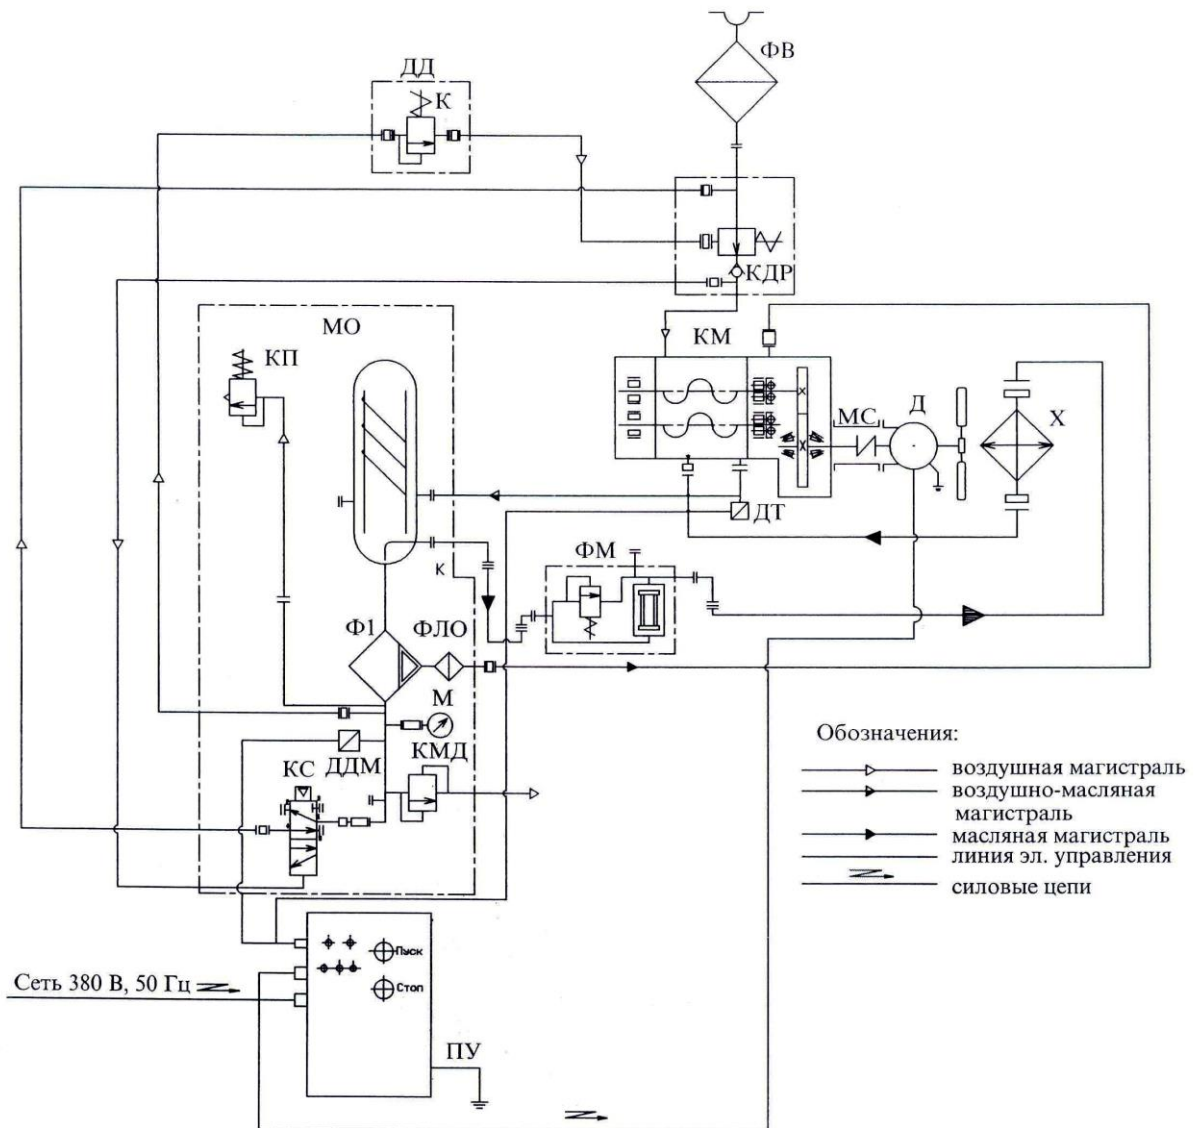 ФВ
ДД
К
КДР
МО
КП
КМ
МС
Д
Х
ДТ
ФМ
К
Ф1
ФЛО
М
КМД
ДДМ
КС
Обозначения:
воздушная магистраль
воздушно-масляная
магистраль
масляная магистраль
линия эл. управления
силовые цепи
Пуск
Стоп
Сеть 380 В, 50 Гц
ПУ